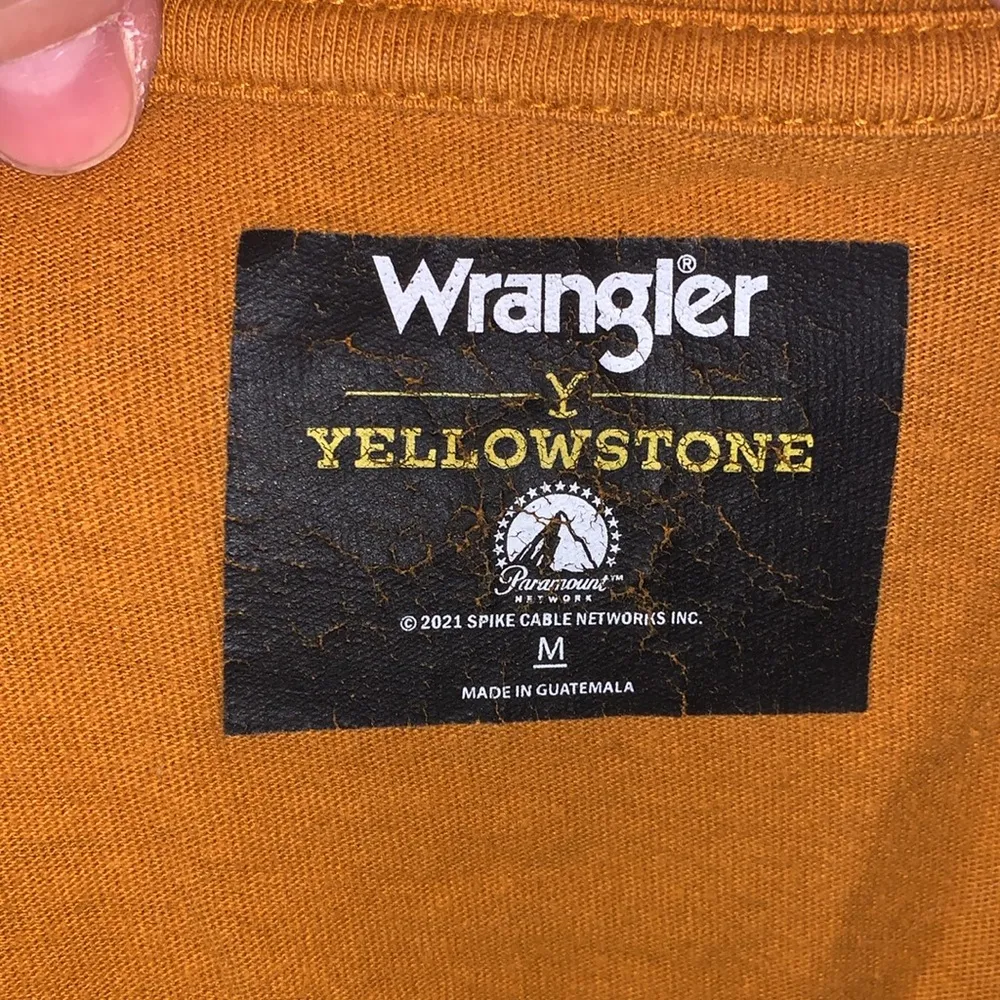 Wrangler®
Y
YELLOWSTONE
Paramount™
NETWORK
© 2021 SPIKE CABLE NETWORKS INC.
M
MADE IN GUATEMALA